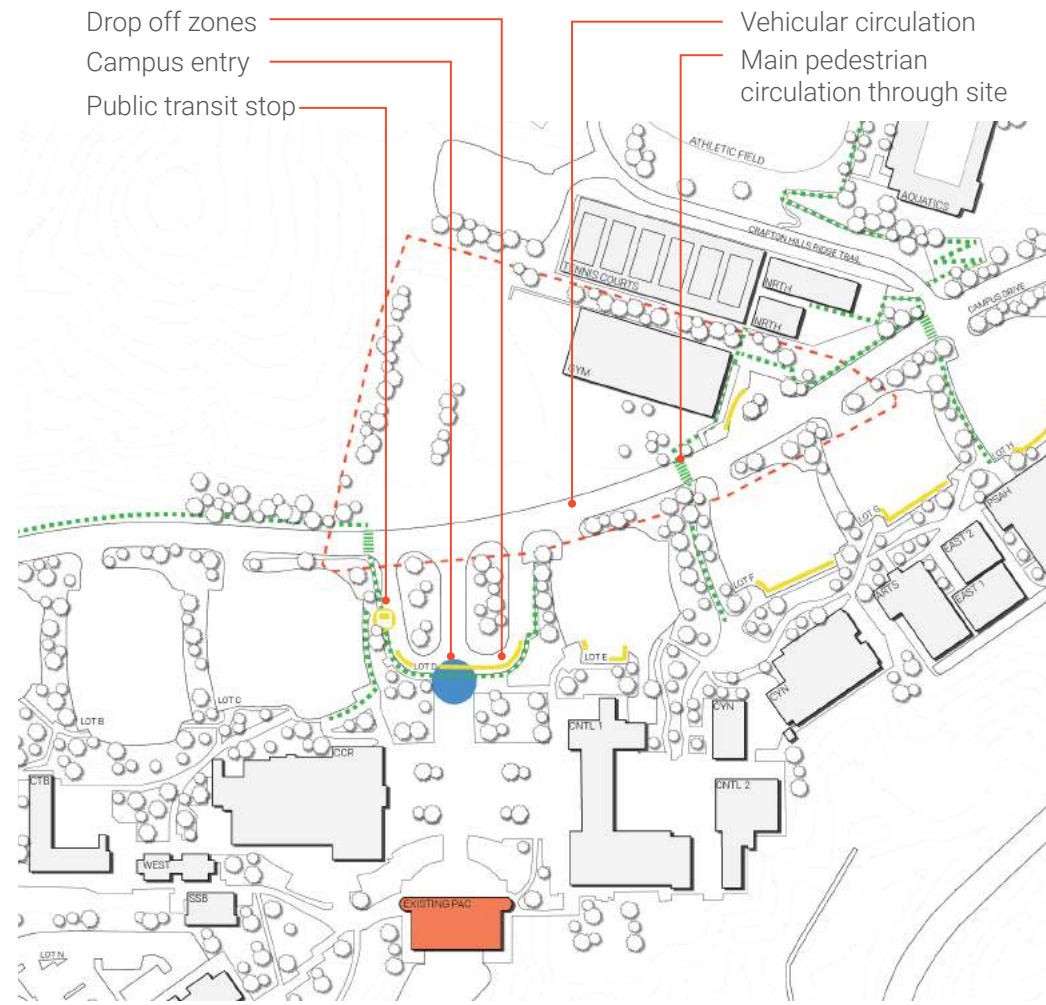 Drop off zones
Campus entry
Public transit stop
Vehicular circulation
Main pedestrian
circulation through site
ATHLETIC FIELD
AQUATICS
CRAFTON HILLS RIDGE TRAIL
TENNIS COURTS
NRTH
NRTH
CAMPUS DRIVE
GYM
LOT H
LOT G
PSAH
EAST 2
EAST 1
ARTS
LOT F
LOT E
LOT D
CYN
LOT C
LOT B
CNTL 1
CYN
CCR
CTB
CNTL 2
WEST
SSB
EXISTING PAC
LOT N